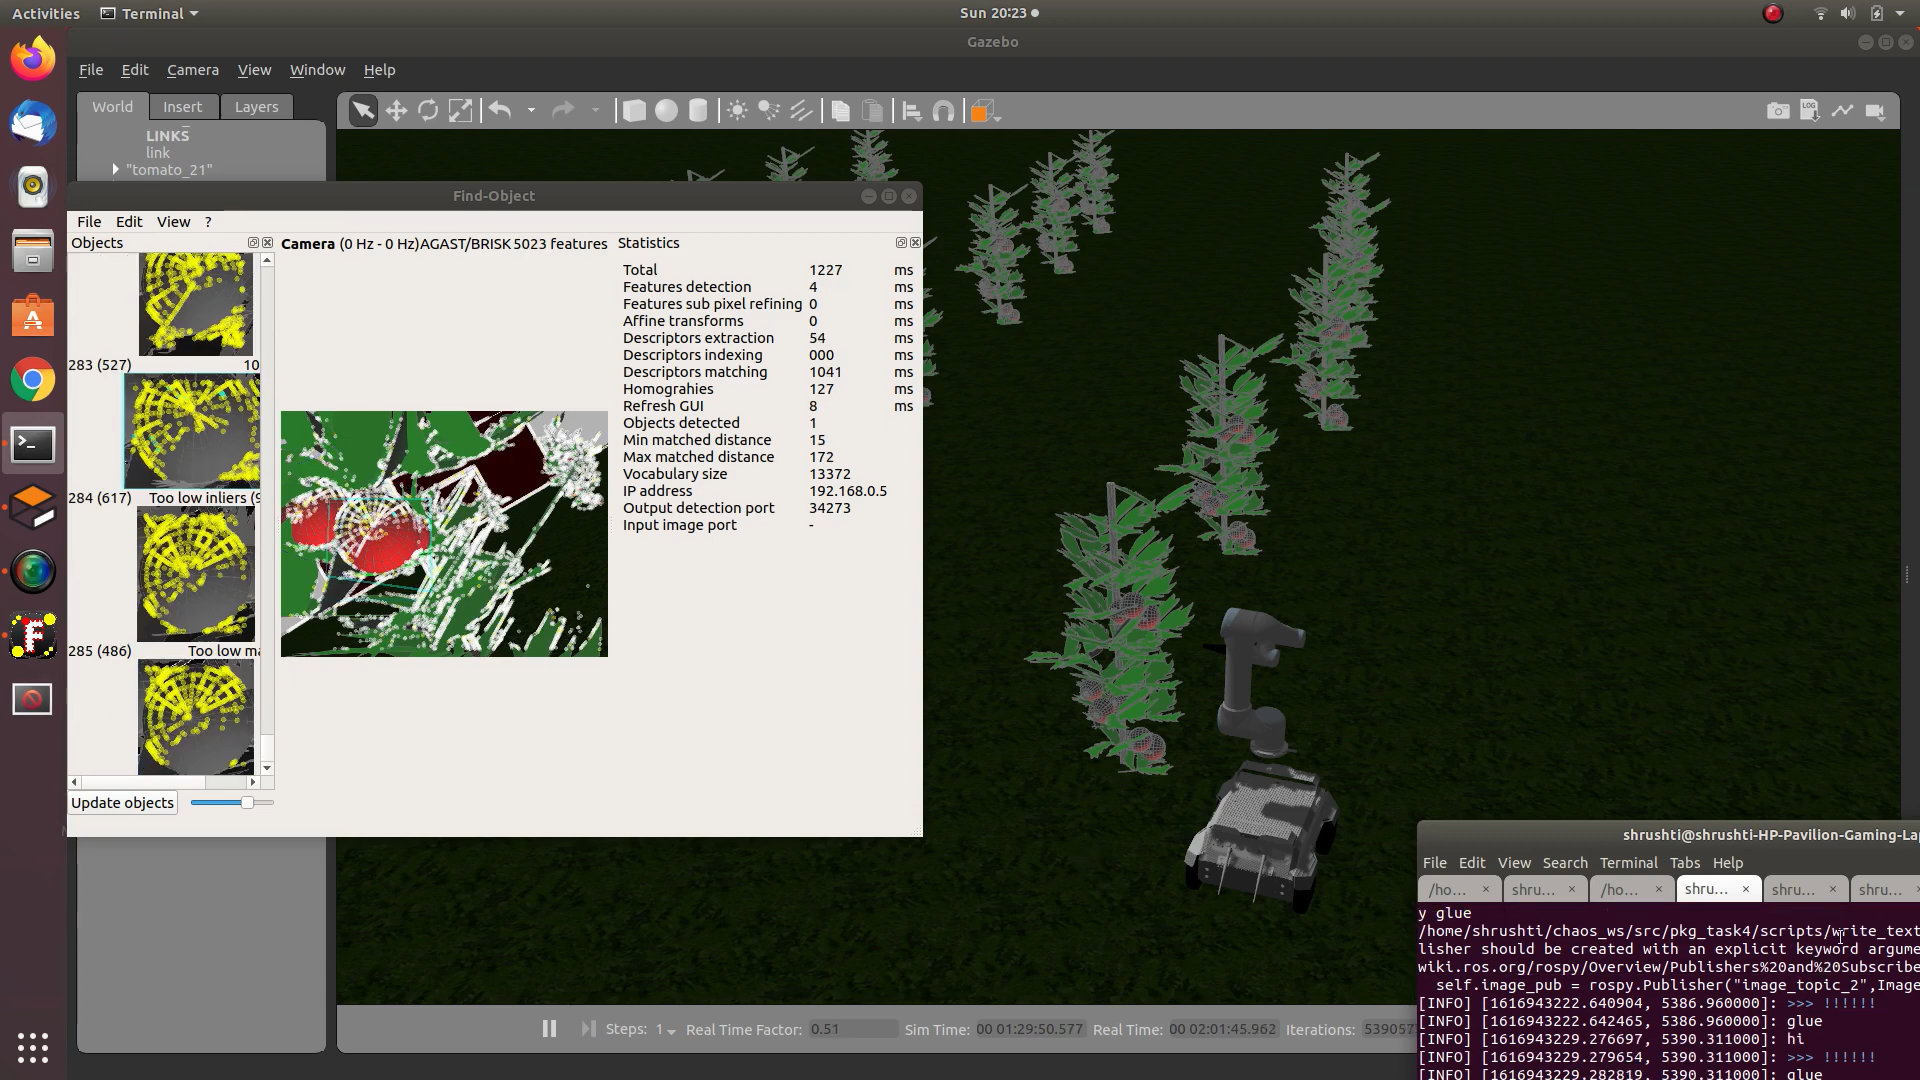 Activities
Terminal
Sun 20:23
Gazebo
File Edit Camera View Window Help
World Insert Layers
LINKS
link
"tomato_21"
LOG
Find-Object
File Edit View ?
Objects
Camera (0 Hz - 0 Hz)AGAST/BRISK 5023 features
Statistics
Total 1227 ms
Features detection 4 ms
Features sub pixel refining 0 ms
Affine transforms 0 ms
Descriptors extraction 54 ms
Descriptors indexing 000 ms
Descriptors matching 1041 ms
Homograhies 127 ms
Refresh GUI 8 ms
Objects detected 1
Min matched distance 15
Max matched distance 172
Vocabulary size 13372
IP address 192.168.0.5
Output detection port 34273
Input image port -
283 (527) 10
284 (617) Too low inliers (9
285 (486) Too low ma
Update objects
shrushti@shrushti-HP-Pavilion-Gaming-La
File Edit View Search Terminal Tabs Help
/ho... × shru... × /ho... × shru... × shru... × shru... ×
y glue
/home/shrushti/chaos_ws/src/pkg_task4/scripts/write_text
lisher should be created with an explicit keyword argume
wiki.ros.org/rospy/Overview/Publishers%20and%20Subscribe
self.image_pub = rospy.Publisher("image_topic_2",Image
[INFO] [1616943222.640904, 5386.960000]: >>> !!!!!!
[INFO] [1616943222.642465, 5386.960000]: glue
[INFO] [1616943229.276697, 5390.311000]: hi
[INFO] [1616943229.279654, 5390.311000]: >>> !!!!!!
[INFO] [1616943229.282819, 5390.311000]: glue
Steps: 1 Real Time Factor: 0.51 Sim Time: 00 01:29:50.577 Real Time: 00 02:01:45.962 Iterations: 539057